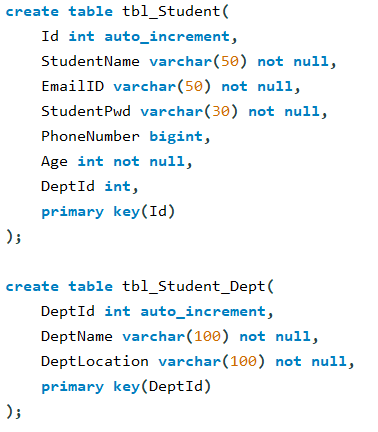 create table tbl_Student(
    Id int auto_increment,
    StudentName varchar(50) not null,
    EmailID varchar(50) not null,
    StudentPwd varchar(30) not null,
    PhoneNumber bigint,
    Age int not null,
    DeptId int,
    primary key(Id)
);

create table tbl_Student_Dept(
    DeptId int auto_increment,
    DeptName varchar(100) not null,
    DeptLocation varchar(100) not null,
    primary key(DeptId)
);